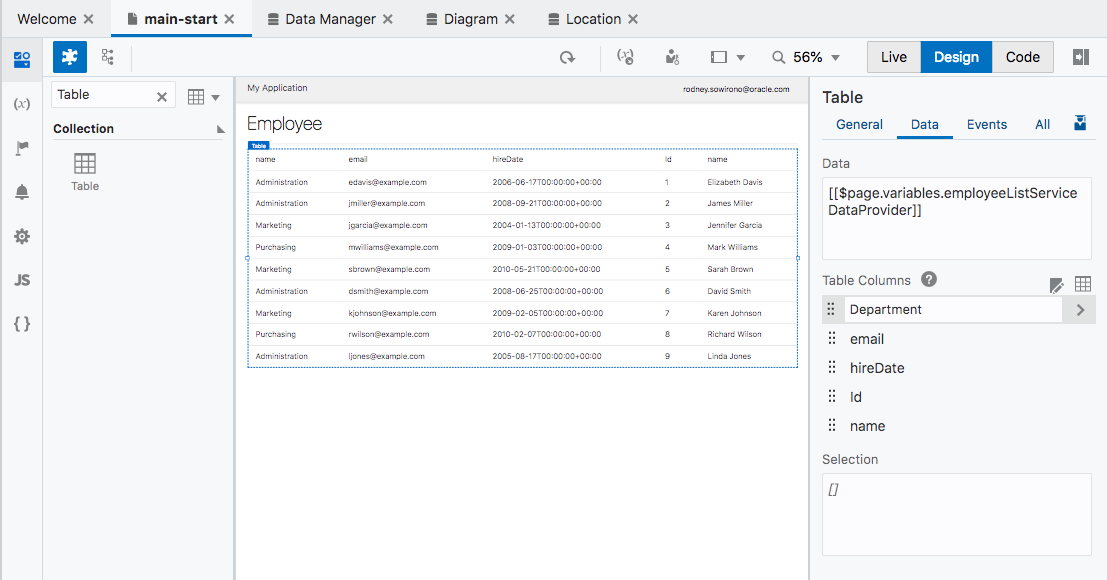 Welcome
main-start
Data Manager
Diagram
Location
56%
Live
Design
Code
(x)
JS
{ }
Table
Collection
Table
My Application
rodney.sowirono@oracle.com
Employee
Table
name email hireDate Id name
Administration edavis@example.com 2006-06-17T00:00:00+00:00 1 Elizabeth Davis
Administration jmiller@example.com 2008-09-21T00:00:00+00:00 2 James Miller
Marketing jgarcia@example.com 2004-01-13T00:00:00+00:00 3 Jennifer Garcia
Purchasing mwilliams@example.com 2009-01-03T00:00:00+00:00 4 Mark Williams
Marketing sbrown@example.com 2010-05-21T00:00:00+00:00 5 Sarah Brown
Administration dsmith@example.com 2008-06-25T00:00:00+00:00 6 David Smith
Marketing kjohnson@example.com 2009-02-05T00:00:00+00:00 7 Karen Johnson
Purchasing rwilson@example.com 2010-02-07T00:00:00+00:00 8 Richard Wilson
Administration ljones@example.com 2005-08-17T00:00:00+00:00 9 Linda Jones
Table
General
Data
Events
All
Data
[[$page.variables.employeeListService
DataProvider]]
Table Columns
Department
email
hireDate
Id
name
Selection
[]